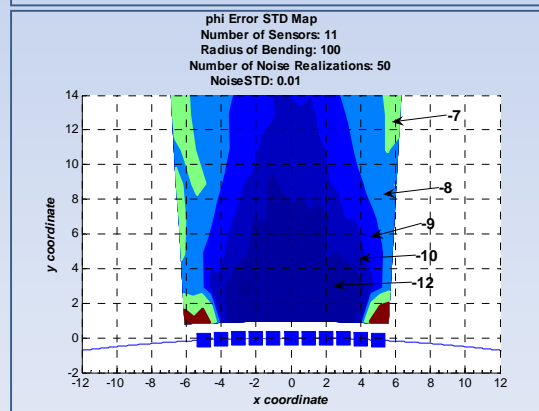 phi Error STD Map
Number of Sensors: 11
Radius of Bending: 100
Number of Noise Realizations: 50
NoiseSTD: 0.01
14
12
10
8
6
4
2
0
-2
y coordinate
-7
-8
-9
-10
-12
-12 -10 -8 -6 -4 -2 0 2 4 6 8 10 12
x coordinate